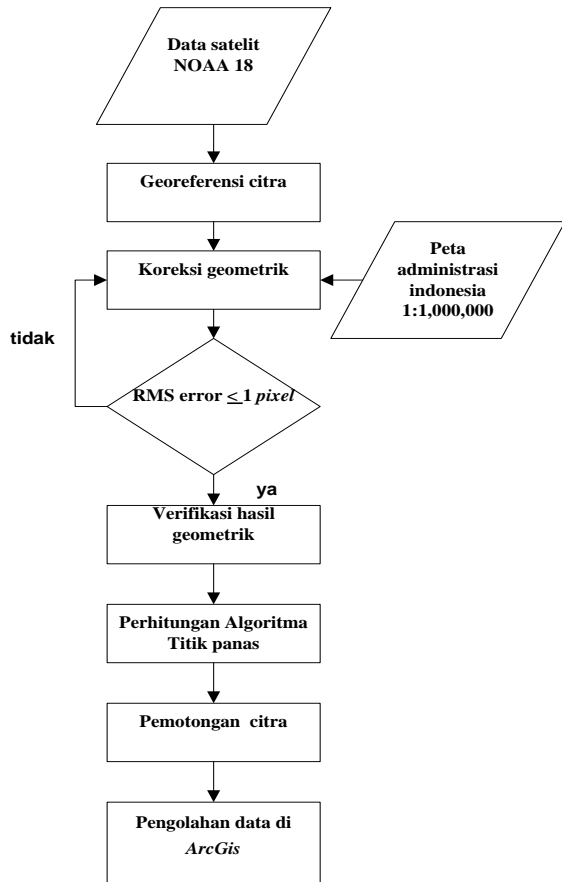 Data satelit
NOAA 18
Georeferensi citra
Koreksi geometrik
Peta
administrasi
indonesia
1:1,000,000
tidak
RMS error ≤ 1 pixel
ya
Verifikasi hasil
geometrik
Perhitungan Algoritma
Titik panas
Pemotongan citra
Pengolahan data di
ArcGis